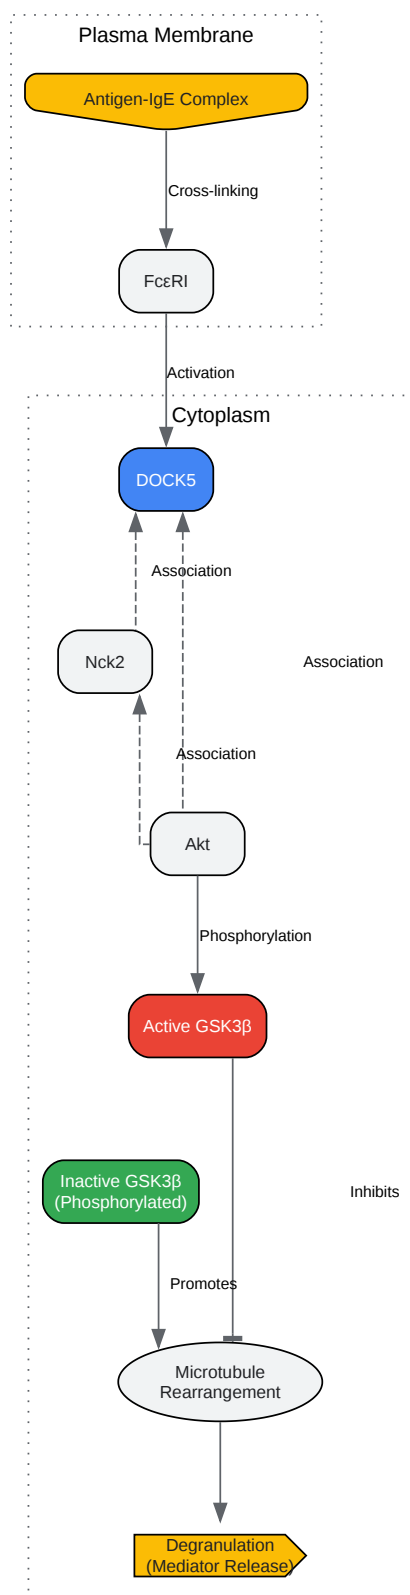 Plasma Membrane
Antigen-IgE Complex
Cross-linking
FcεRI
Activation
Cytoplasm
DOCK5
Association
Nck2
Association
Association
Akt
Phosphorylation
Active GSK3β
Inactive GSK3β
(Phosphorylated)
Inhibits
Promotes
Microtubule
Rearrangement
Degranulation
(Mediator Release)